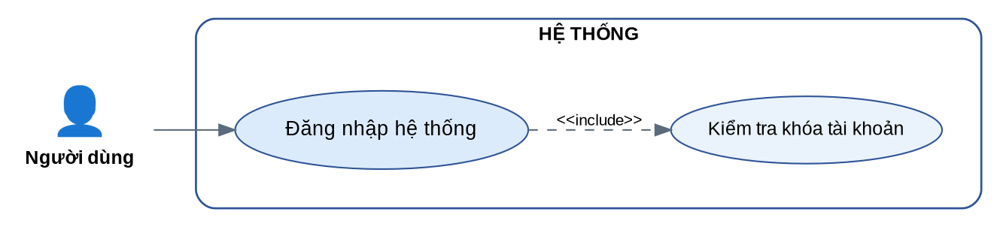 HỆ THỐNG
Người dùng
Đăng nhập hệ thống
<<include>>
Kiểm tra khóa tài khoản